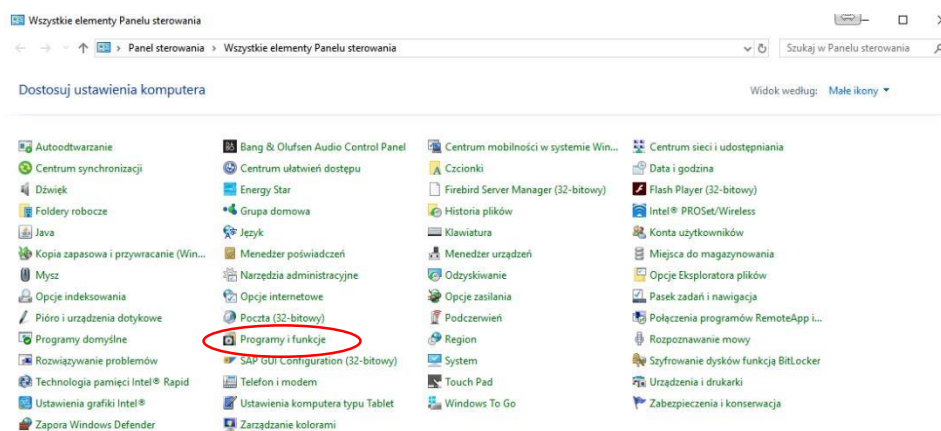 Wszystkie elementy Panelu sterowania
Panel sterowania > Wszystkie elementy Panelu sterowania
Szukaj w Panelu sterowania
Dostosuj ustawienia komputera
Widok według: Małe ikony
Autoodtwarzanie
Bang & Olufsen Audio Control Panel
Centrum mobilności w systemie Win...
Centrum sieci i udostępniania
Centrum synchronizacji
Centrum ułatwień dostępu
Czcionki
Data i godzina
Dźwięk
Energy Star
Firebird Server Manager (32-bitowy)
Flash Player (32-bitowy)
Foldery robocze
Grupa domowa
Historia plików
Intel® PROSet/Wireless
Java
Język
Klawiatura
Konta użytkowników
Kopia zapasowa i przywracanie (Win...
Menedżer poświadczeń
Menedżer urządzeń
Miejsca do magazynowania
Mysz
Narzędzia administracyjne
Odzyskiwanie
Opcje Eksploratora plików
Opcje indeksowania
Opcje internetowe
Opcje zasilania
Pasek zadań i nawigacja
Pióro i urządzenia dotykowe
Poczta (32-bitowy)
Podczerwień
Połączenia programów RemoteApp i...
Programy domyślne
Programy i funkcje
Region
Rozpoznawanie mowy
Rozwiązywanie problemów
SAP GUI Configuration (32-bitowy)
System
Szyfrowanie dysków funkcją BitLocker
Technologia pamięci Intel® Rapid
Telefon i modem
Touch Pad
Urządzenia i drukarki
Ustawienia grafiki Intel®
Ustawienia komputera typu Tablet
Windows To Go
Zabezpieczenia i konserwacja
Zapora Windows Defender
Zarządzanie kolorami